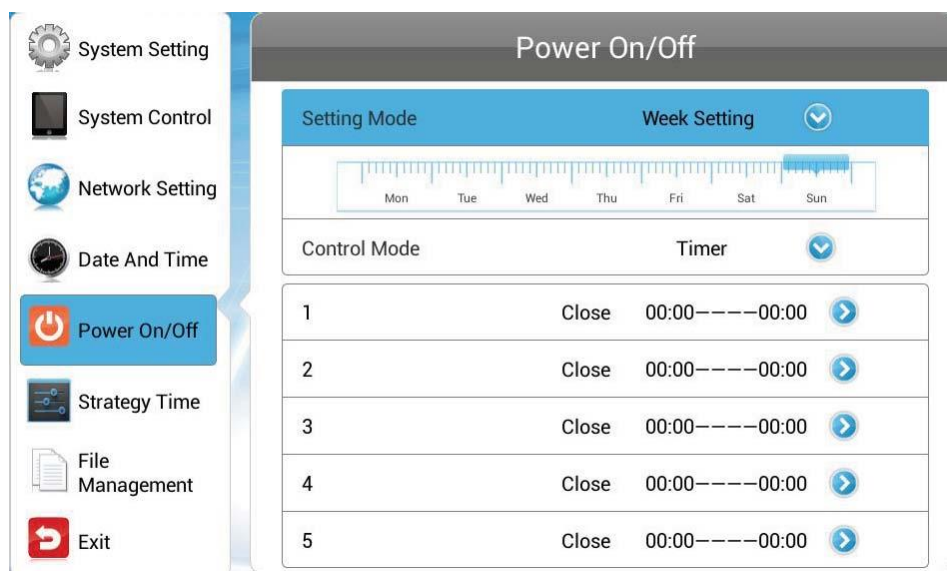 System Setting
System Control
Network Setting
Date And Time
Power On/Off
Strategy Time
File
Management
Exit
Power On/Off
Setting Mode Week Setting
Mon Tue Wed Thu Fri Sat Sun
Control Mode Timer
1 Close 00:00----00:00
2 Close 00:00----00:00
3 Close 00:00----00:00
4 Close 00:00----00:00
5 Close 00:00----00:00